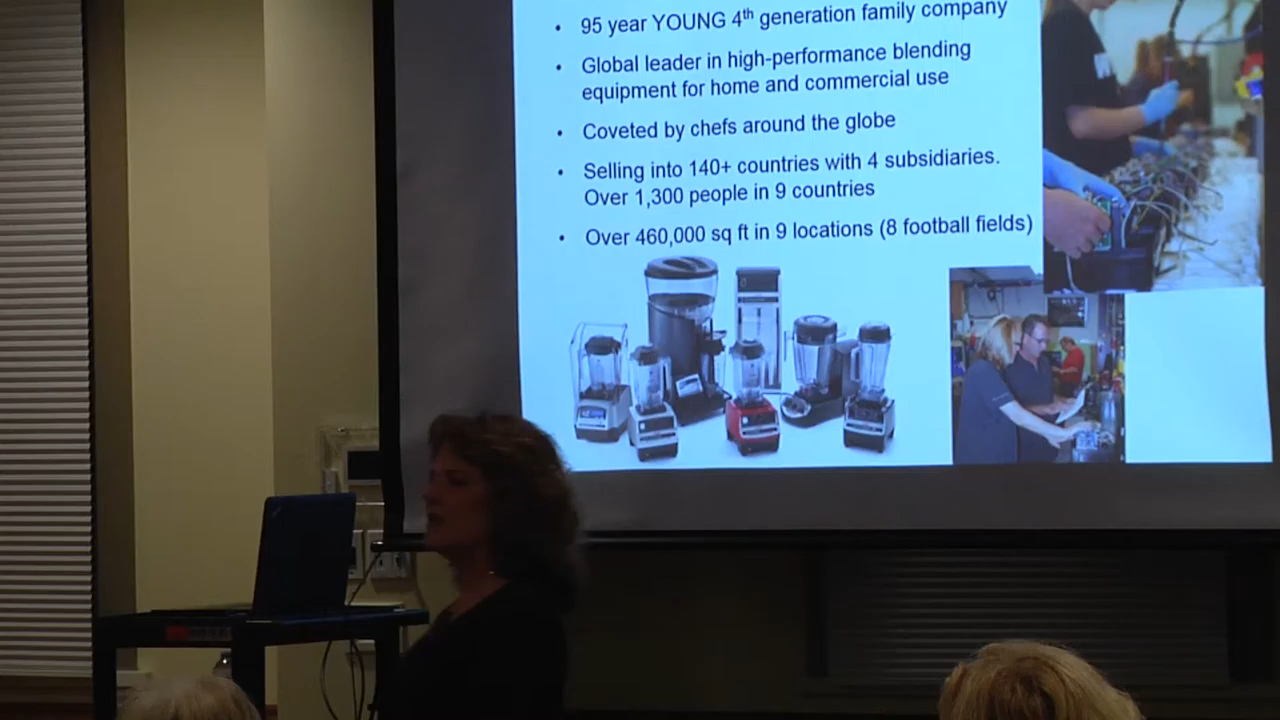 • 95 year YOUNG 4th generation family company
• Global leader in high-performance blending
equipment for home and commercial use
• Coveted by chefs around the globe
• Selling into 140+ countries with 4 subsidiaries.
Over 1,300 people in 9 countries
• Over 460,000 sq ft in 9 locations (8 football fields)